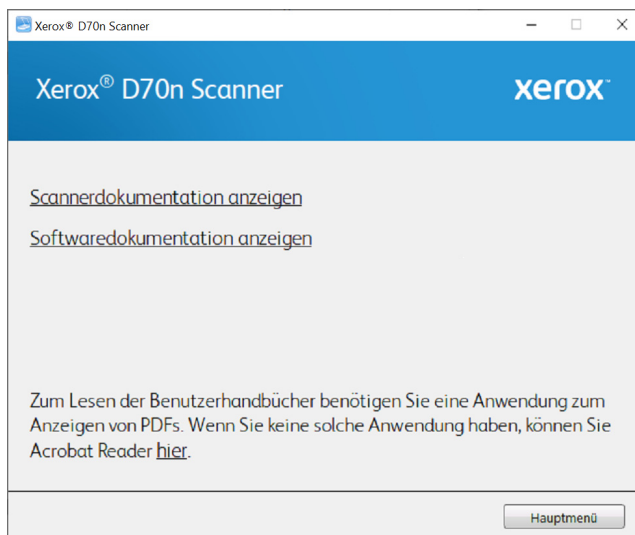 Xerox® D70n Scanner
Xerox® D70n Scanner
xerox™
Scannerdokumentation anzeigen
Softwaredokumentation anzeigen
Zum Lesen der Benutzerhandbücher benötigen Sie eine Anwendung zum
Anzeigen von PDFs. Wenn Sie keine solche Anwendung haben, können Sie
Acrobat Reader hier.
Hauptmenü